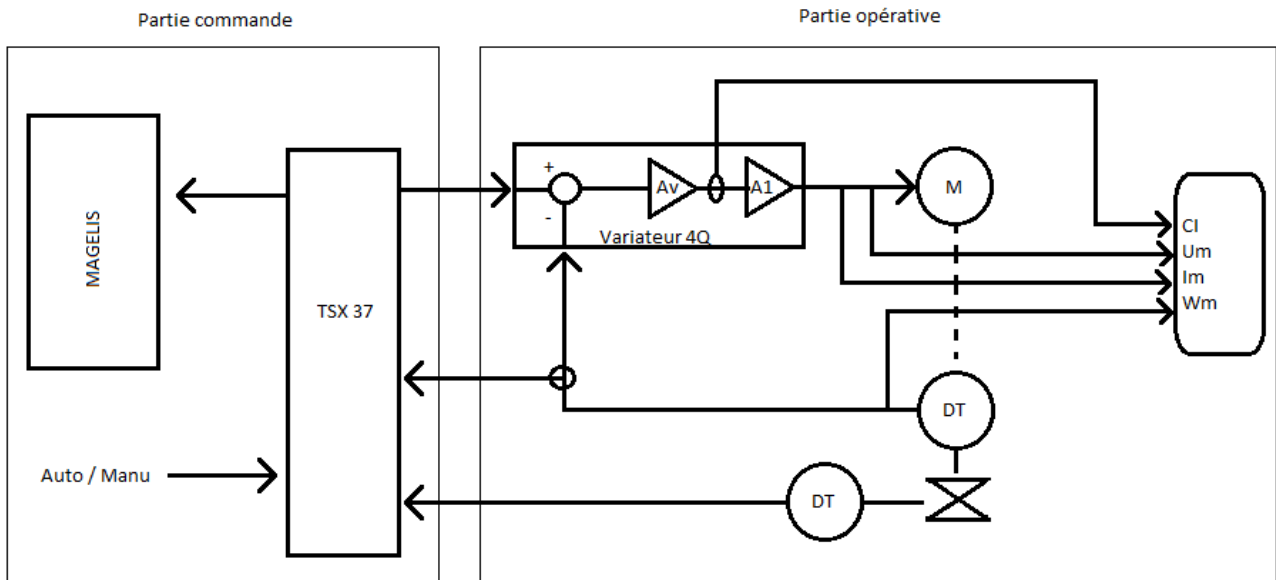 Partie commande
Partie opérative
MAGELIS
TSX 37
Auto / Manu
+
-
Av
A1
Variateur 4Q
M
CI
Um
Im
Wm
DT
DT